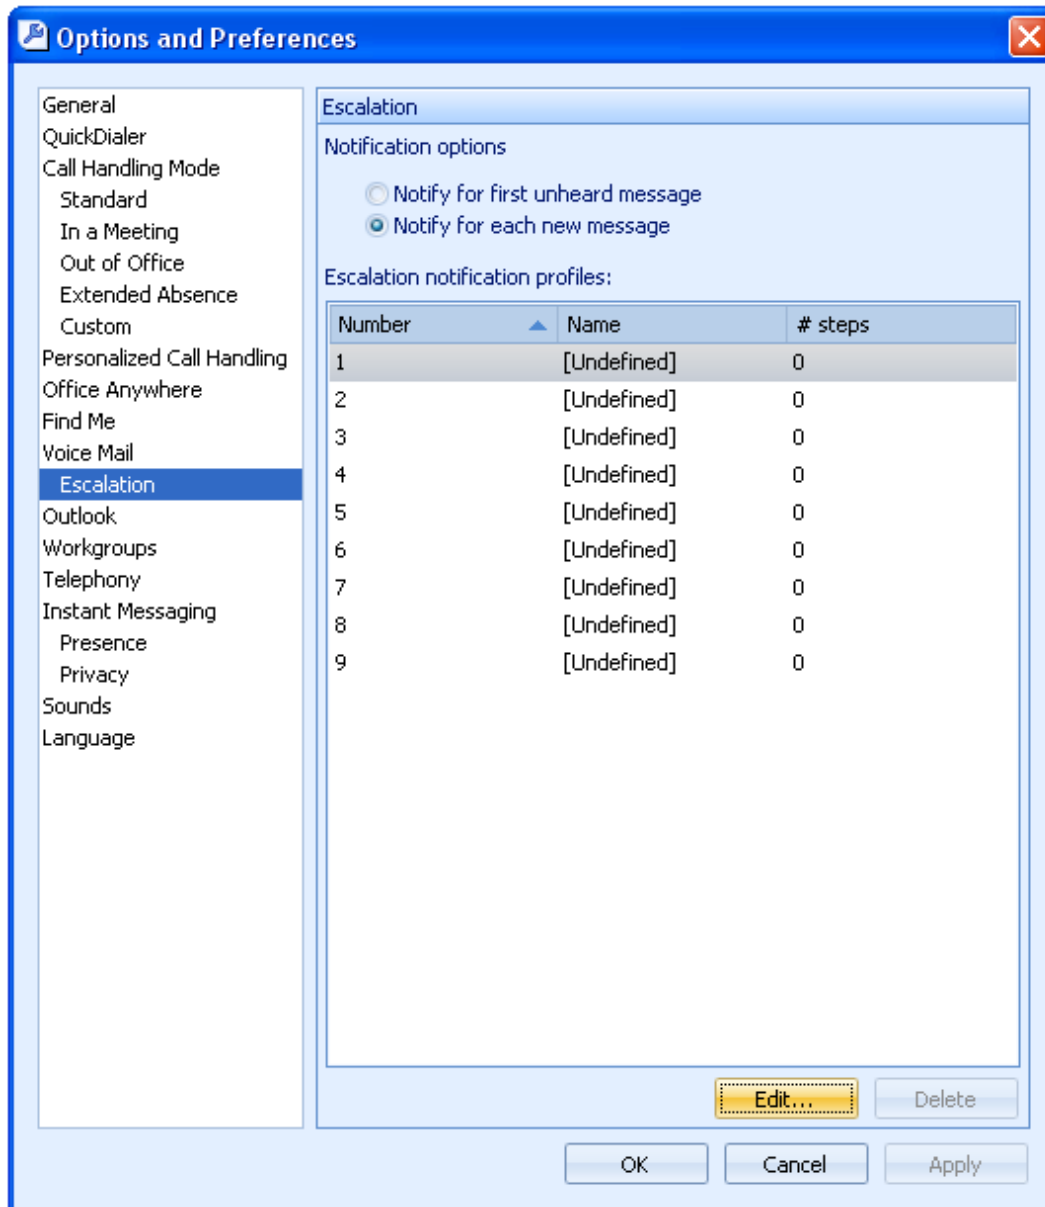 Options and Preferences
General
QuickDialer
Call Handling Mode
Standard
In a Meeting
Out of Office
Extended Absence
Custom
Personalized Call Handling
Office Anywhere
Find Me
Voice Mail
Escalation
Outlook
Workgroups
Telephony
Instant Messaging
Presence
Privacy
Sounds
Language
Escalation
Notification options
Notify for first unheard message
Notify for each new message
Escalation notification profiles:
Number Name # steps
1 [Undefined] 0
2 [Undefined] 0
3 [Undefined] 0
4 [Undefined] 0
5 [Undefined] 0
6 [Undefined] 0
7 [Undefined] 0
8 [Undefined] 0
9 [Undefined] 0
Edit... Delete
OK Cancel Apply